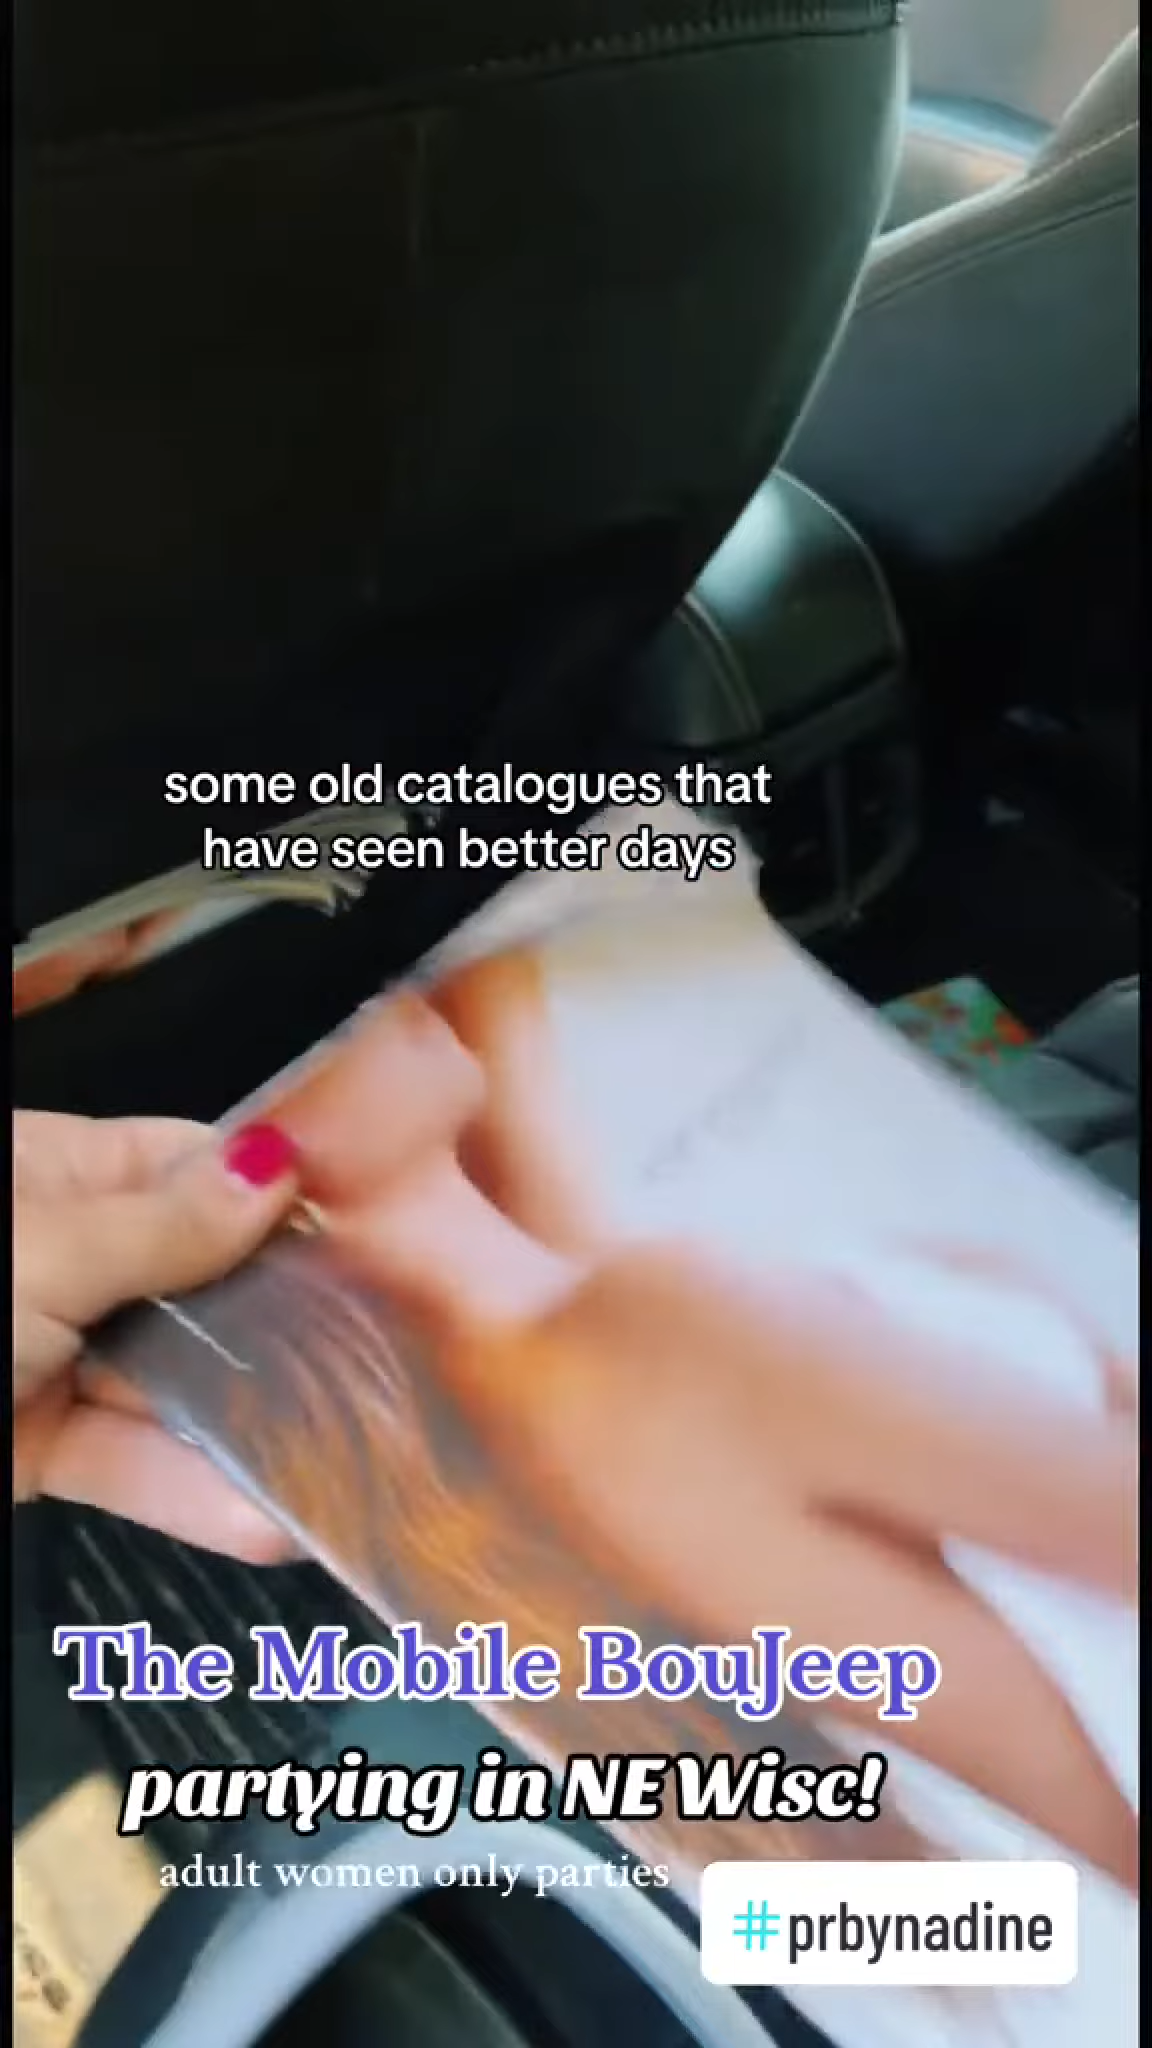 some old catalogues that
have seen better days
The Mobile BouJeep
partying in NE Wisc!
adult women only parties
#prbynadine